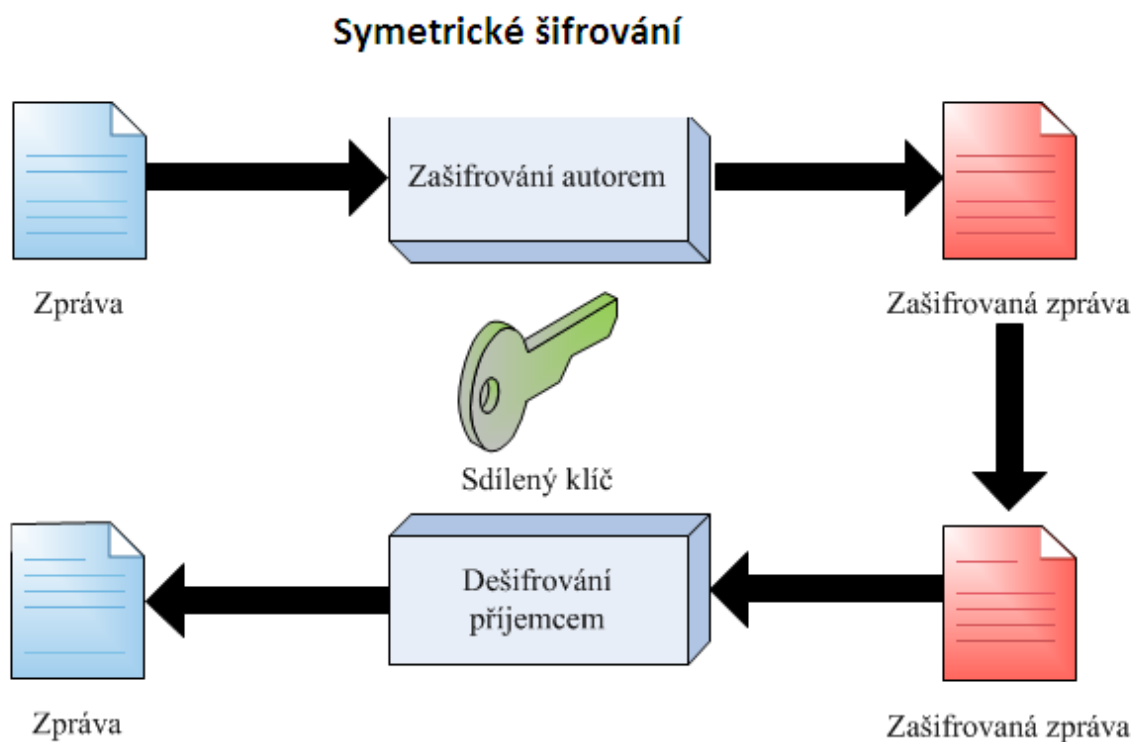 Symetrické šifrování
Zašifrování autorem
Zpráva
Zašifrovaná zpráva
Sdílený klíč
Dešifrování
příjemcem
Zpráva
Zašifrovaná zpráva